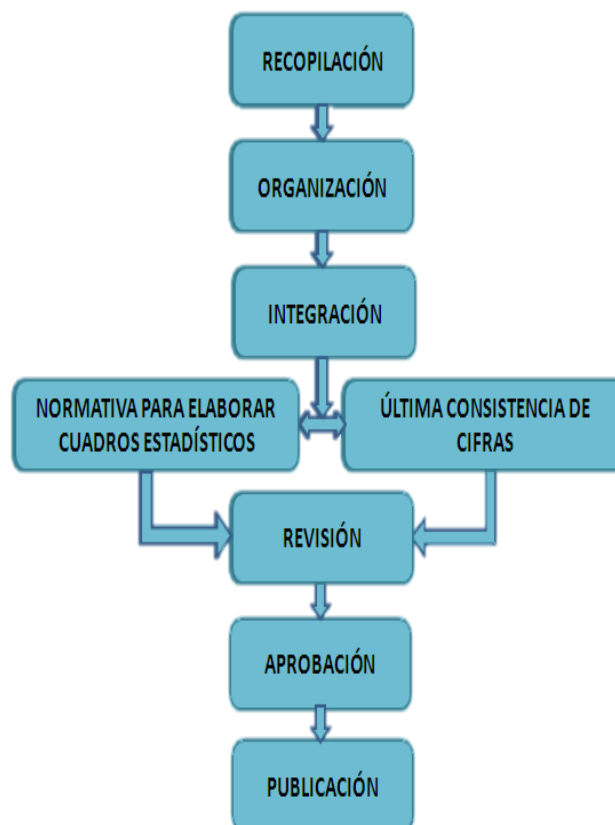 RECOPILACIÓN
ORGANIZACIÓN
INTEGRACIÓN
NORMATIVA PARA ELABORAR
CUADROS ESTADÍSTICOS
ÚLTIMA CONSISTENCIA DE
CIFRAS
REVISIÓN
APROBACIÓN
PUBLICACIÓN